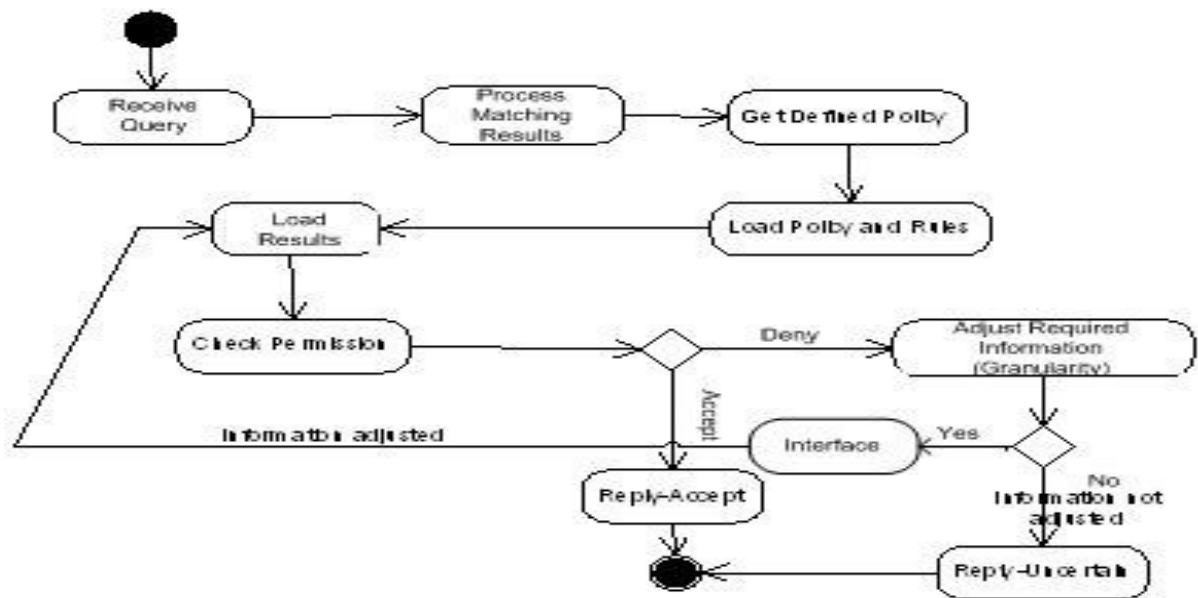 Receive
Query
Process
Matching
Results
Get Defined Policy
Load Policy and Rules
Load
Results
Check Permission
Deny
Adjust Required
Information
(Granularity)
Accept
Information adjusted
Interface
Yes
No
Information not
adjusted
Reply-Accept
Reply-Uncertain